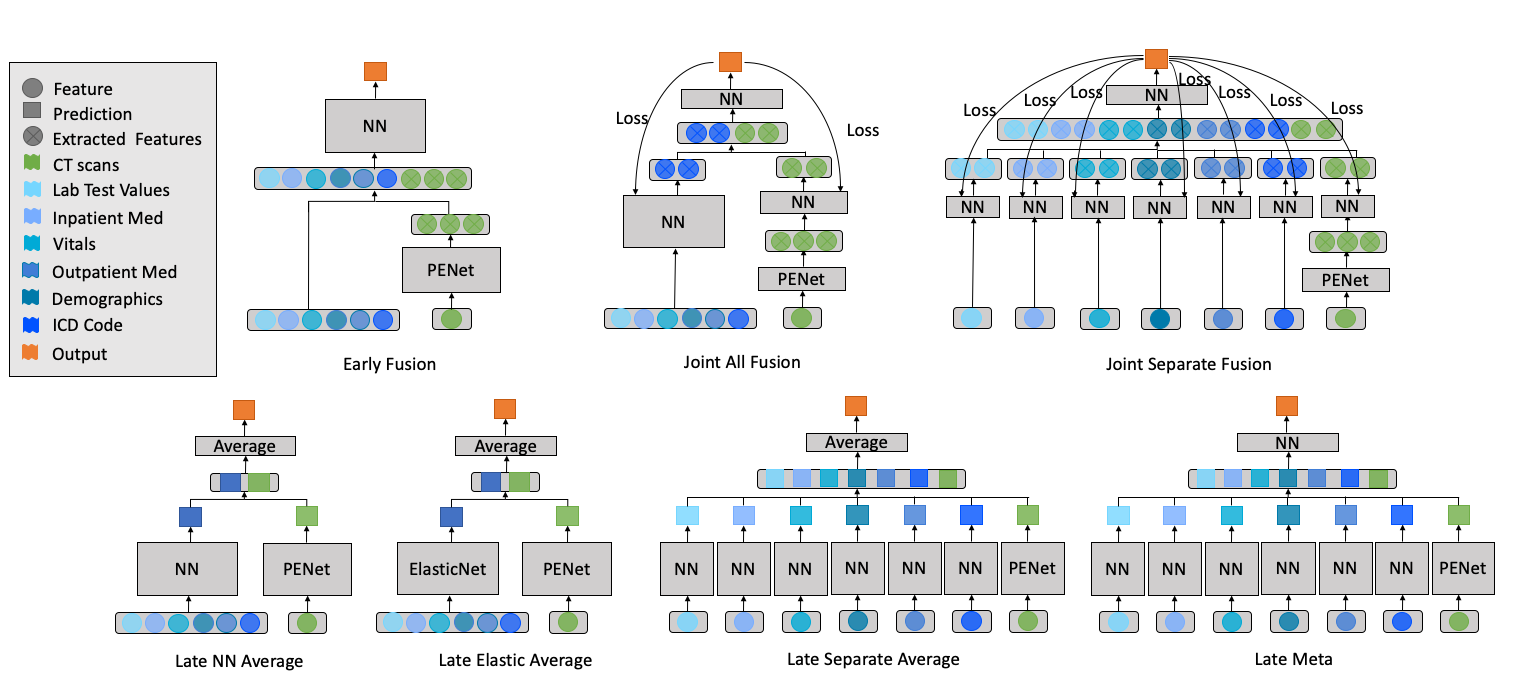 Feature
Prediction
Extracted Features
CT scans
Lab Test Values
Inpatient Med
Vitals
Outpatient Med
Demographics
ICD Code
Output
NN
PENet
Early Fusion
Loss
NN
Loss
NN
NN
PENet
Joint All Fusion
Loss
Loss
Loss
Loss
Loss
Loss
Loss
NN
NN NN NN NN NN NN NN
PENet
Joint Separate Fusion
Average
NN PENet
Late NN Average
Average
ElasticNet PENet
Late Elastic Average
Average
NN NN NN NN NN NN PENet
Late Separate Average
NN
NN NN NN NN NN NN PENet
Late Meta